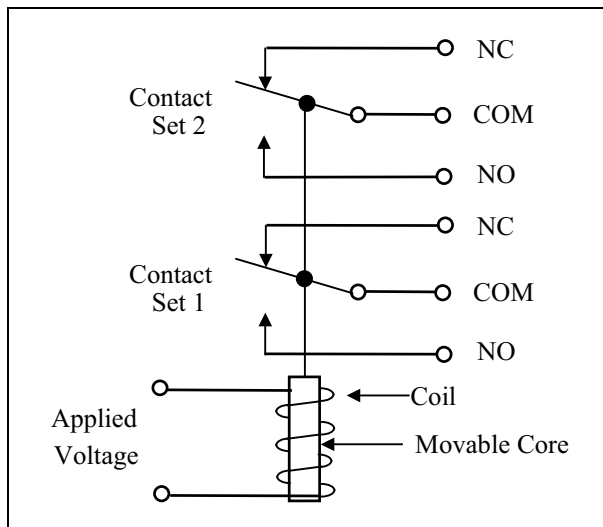 NC
Contact
Set 2
COM
NO
NC
Contact
Set 1
COM
NO
Coil
Applied
Voltage
Movable Core